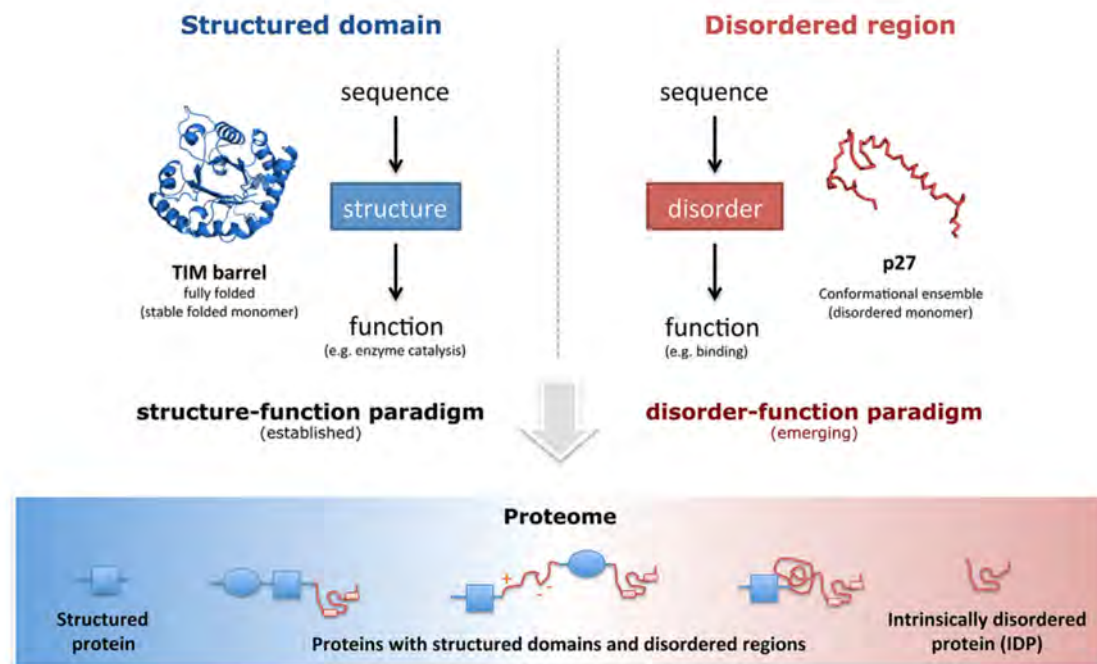 Structured domain
Disordered region
sequence
structure
TIM barrel
fully folded
(stable folded monomer)
function
(e.g. enzyme catalysis)
sequence
disorder
p27
Conformational ensemble
(disordered monomer)
function
(e.g. binding)
structure-function paradigm
(established)
disorder-function paradigm
(emerging)
Proteome
+
- -
Structured
protein
Proteins with structured domains and disordered regions
Intrinsically disordered
protein (IDP)